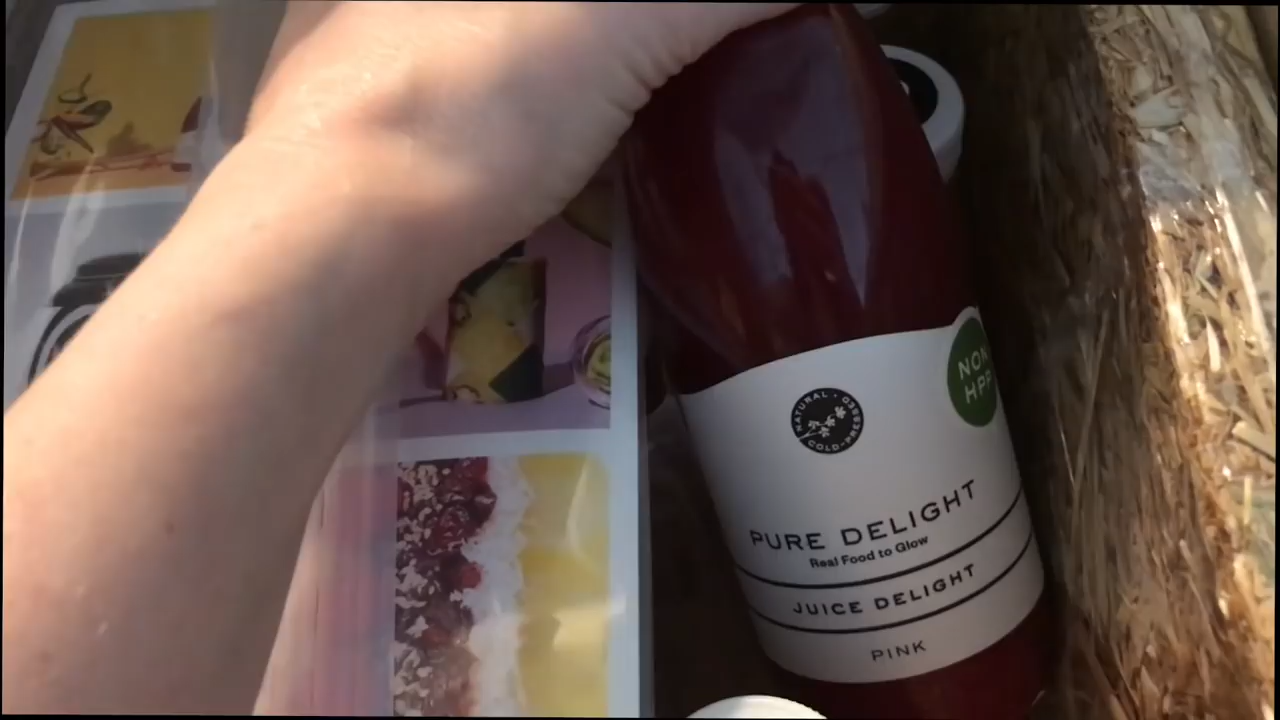 NON
HPP
NATURAL • COLD-PRESSED
PURE DELIGHT
Real Food to Glow
JUICE DELIGHT
PINK